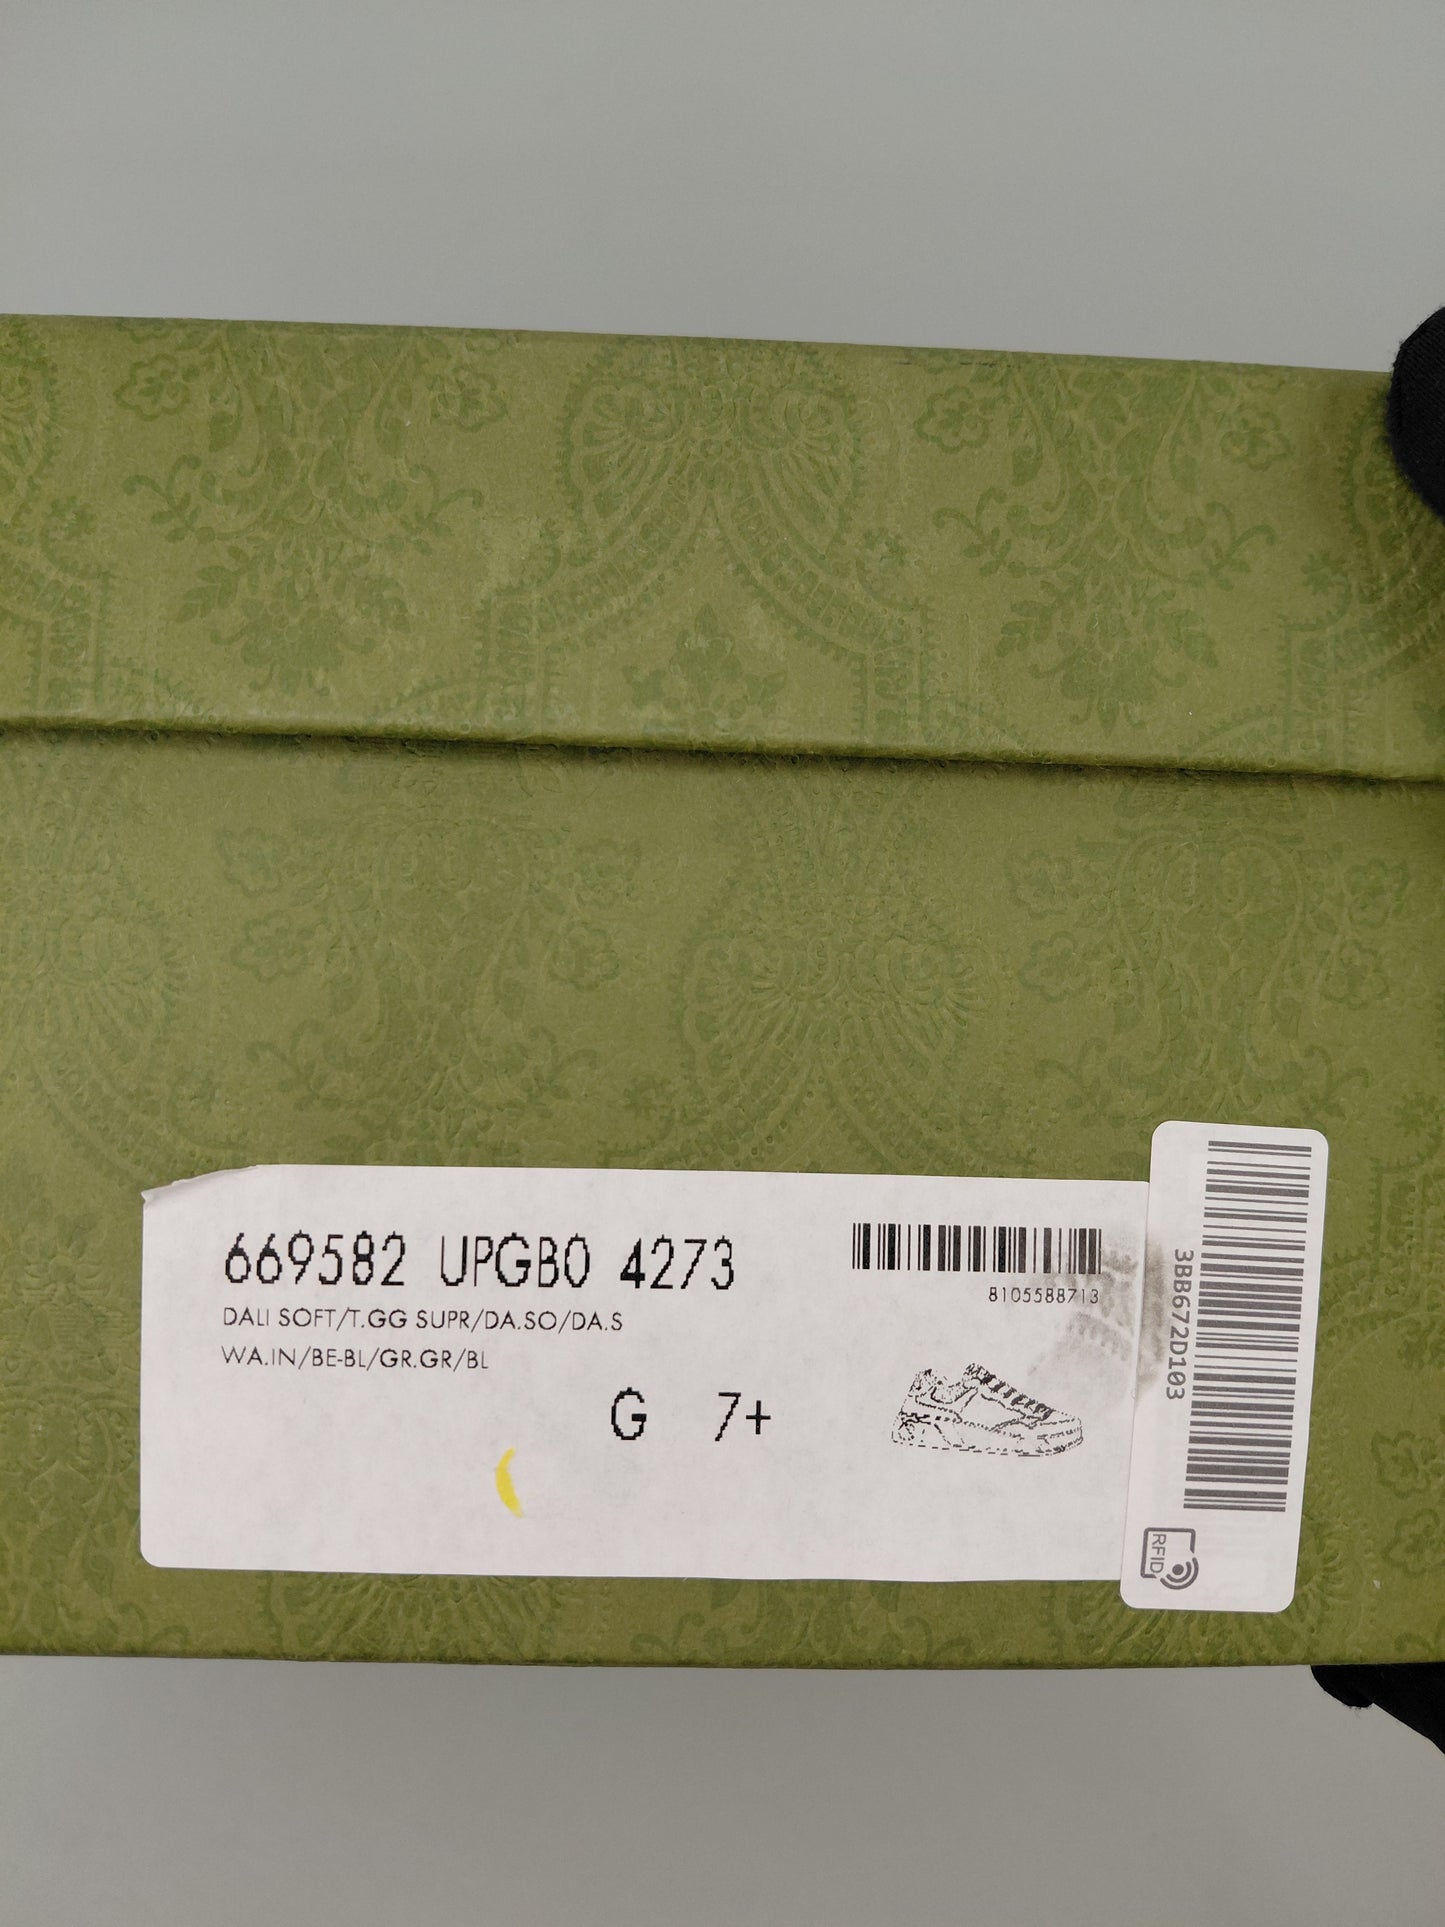 669582 UPGB0 4273
DALI SOFT/T.GG SUPR/DA.SO/DA.S
WA.IN/BE-BL/GR.GR/BL
G 7+
8105588713
3BB672D103
RFID